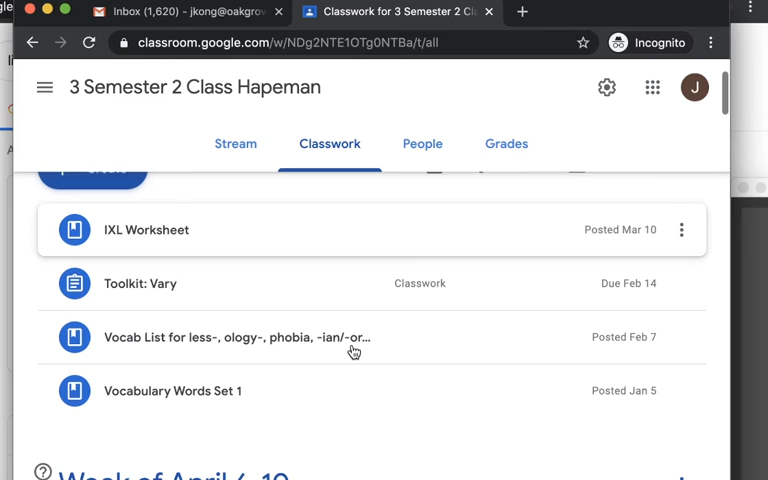 Inbox (1,620) - jkong@oakgrov
Classwork for 3 Semester 2 Cl
classroom.google.com/w/NDg2NTE1OTg0NTBa/t/all
Incognito
3 Semester 2 Class Hapeman
J
Stream
Classwork
People
Grades
IXL Worksheet
Posted Mar 10
Toolkit: Vary
Classwork
Due Feb 14
Vocab List for less-, ology-, phobia, -ian/-or...
Posted Feb 7
Vocabulary Words Set 1
Posted Jan 5
Week of April 6-10